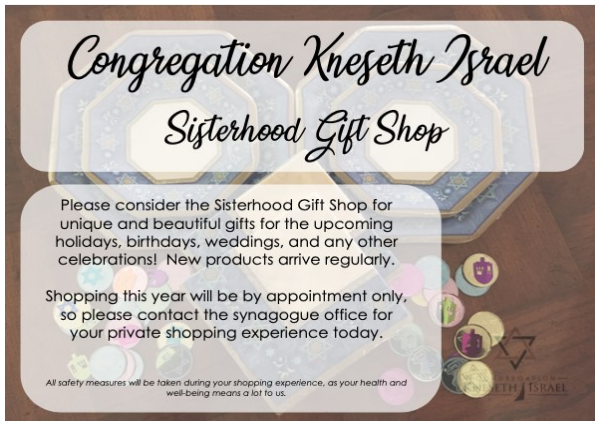 Congregation Kneseth Israel
Sisterhood Gift Shop
Please consider the Sisterhood Gift Shop for
unique and beautiful gifts for the upcoming
holidays, birthdays, weddings, and any other
celebrations!  New products arrive regularly.
Shopping this year will be by appointment only,
so please contact the synagogue office for
your private shopping experience today.
All safety measures will be taken during your shopping experience, as your health and
well-being means a lot to us.
CONGREGATION
KNESETH ISRAEL